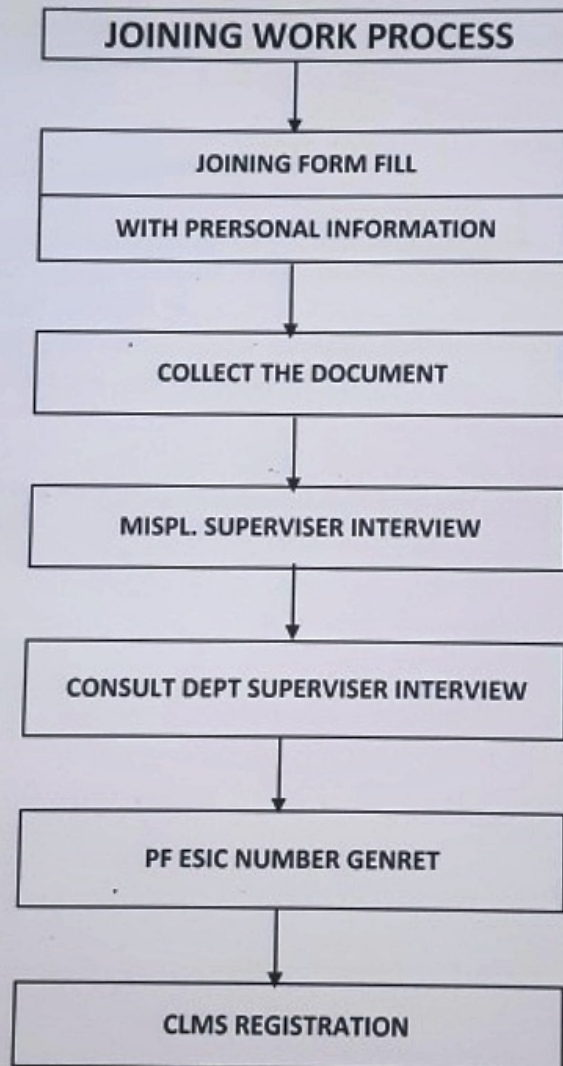 JOINING WORK PROCESS
JOINING FORM FILL
WITH PRERSONAL INFORMATION
COLLECT THE DOCUMENT
MISPL. SUPERVISER INTERVIEW
CONSULT DEPT SUPERVISER INTERVIEW
PF ESIC NUMBER GENRET
CLMS REGISTRATION